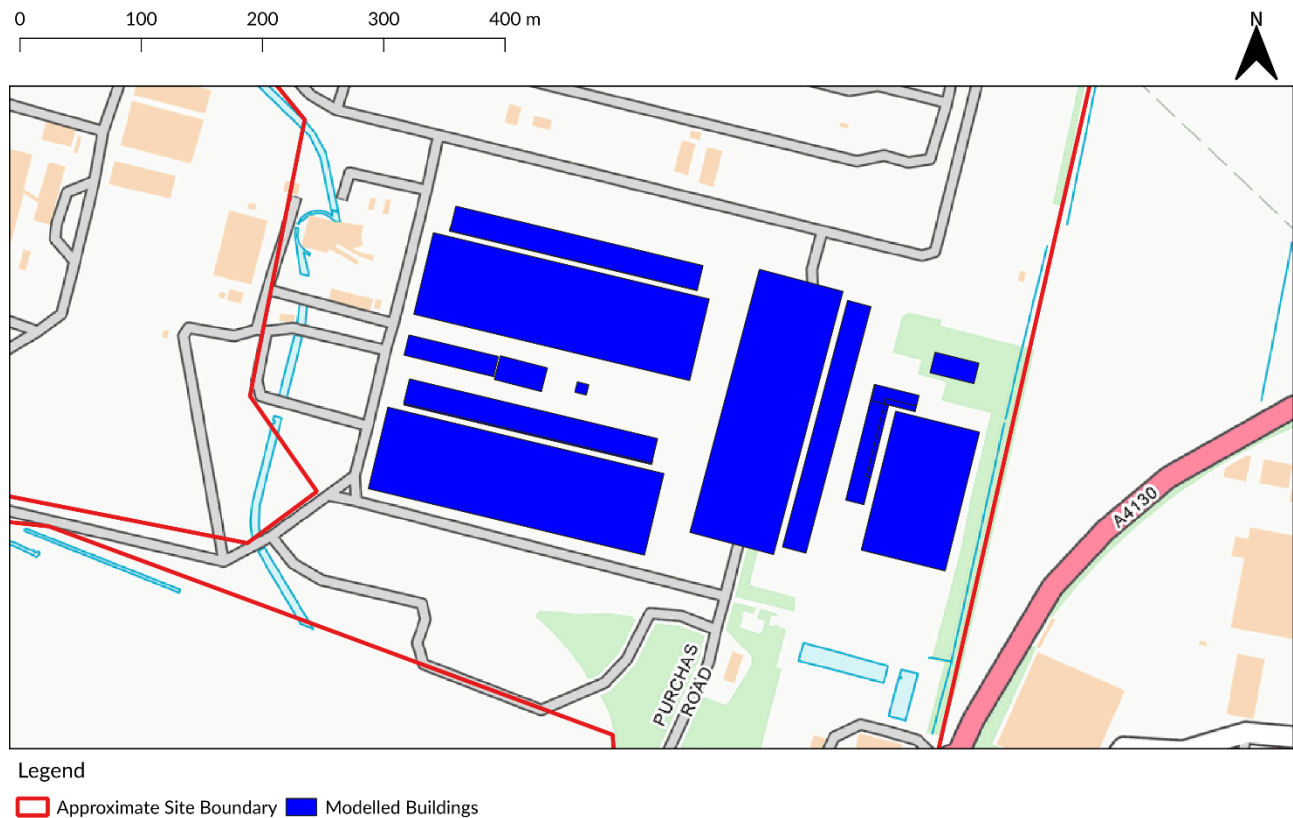 0 100 200 300 400 m
N
A4130
PURCHAS
ROAD
Legend
Approximate Site Boundary Modelled Buildings